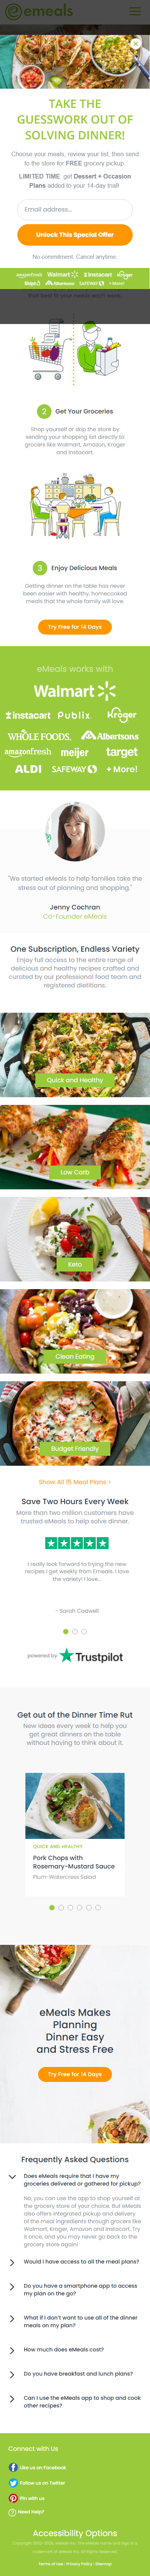 emeals
TAKE THE
GUESSWORK OUT OF
SOLVING DINNER!
Choose your meals, review your list, then send
to the store for FREE grocery pickup
LIMITED TIME: get Dessert + Occasion
Plans added to your 14-day trial!
Email address...
Unlock This Special Offer
No commitment. Cancel anytime.
amazonfresh Walmart instacart Kroger
Shipt Albertsons SAFEWAY + More!
that best fit your needs each week.
2 Get Your Groceries
Shop yourself or skip the store by
sending your shopping list directly to
grocers like Walmart, Amazon, Kroger
and Instacart.
3 Enjoy Delicious Meals
Getting dinner on the table has never
been easier with healthy, homecooked
meals that the whole family will love.
Try Free for 14 Days
eMeals works with
Walmart
instacart Publix Kroger
WHOLE FOODS Albertsons
amazonfresh meijer target
ALDI SAFEWAY + More!
"We started eMeals to help families take the
stress out of planning and shopping."
Jenny Cochran
Co-Founder eMeals
One Subscription, Endless Variety
Enjoy full access to the entire range of
delicious and healthy recipes crafted and
curated by our professional food team and
registered dietitians.
Quick and Healthy
Low Carb
Keto
Clean Eating
Budget Friendly
Show All 15 Meal Plans >
Save Two Hours Every Week
More than two million customers have
trusted eMeals to help solve dinner.
I really look forward to trying the new
recipes I get weekly from Emeals. I love
the variety! I love...
- Sarah Cadwell
powered by Trustpilot
Get out of the Dinner Time Rut
New ideas every week to help you
get great dinners on the table
without having to think about it.
QUICK AND HEALTHY
Pork Chops with
Rosemary-Mustard Sauce
Plum-Watercress Salad
eMeals Makes
Planning
Dinner Easy
and Stress Free
Try Free for 14 Days
Frequently Asked Questions
Does eMeals require that I have my
groceries delivered or gathered for pickup?
No, you can use the app to shop yourself at
the grocery store of your choice. But eMeals
also offers integrated pickup and delivery
of the meal ingredients through grocers like
Walmart, Kroger, Amazon and Instacart. Try
it once, and you may never go back to the
grocery store again!
Would I have access to all the meal plans?
Do you have a smartphone app to access
my plan on the go?
What if I don't want to use all of the dinner
meals on my plan?
How much does eMeals cost?
Do you have breakfast and lunch plans?
Can I use the eMeals app to shop and cook
other recipes?
Connect with Us
Like us on Facebook
Follow us on Twitter
Pin with us
Need Help?
Accessibility Options
Terms of Use | Privacy Policy | Sitemap